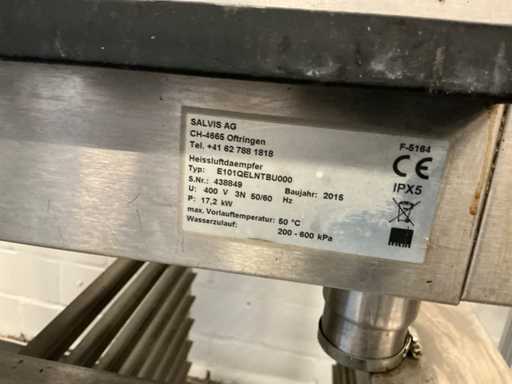 SALVIS AG
CH-4665 Oftringen
Tel. +41 62 788 1818
F-5164
Heissluftdaempfer
Typ: E101QELNTBU000
S.Nr.: 438849 Baujahr: 2015
U: 400 V 3N 50/60 Hz
P: 17,2 kW
max. Vorlauftemperatur: 50 °C
Wasserzulauf: 200 - 600 kPa
CE
IPX5